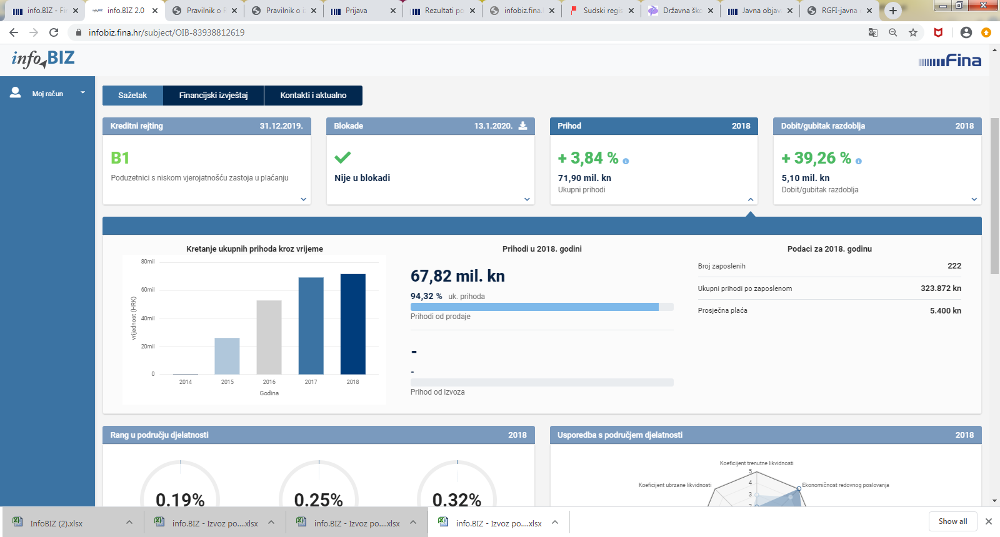 info.BIZ - Fi
info.BIZ 2.0
Pravilnik o
Pravilnik o i
Prijava
Rezultati po
infobiz.fina.
Sudski regis
Državna ško
Javna objav
RGFI-javna
infobiz.fina.hr/subject/OIB-83938812619
info.BIZ
Fina
Moj račun
Sažetak
Financijski izvještaj
Kontakti i aktualno
Kreditni rejting 31.12.2019.
B1
Poduzetnici s niskom vjerojatnošću zastoja u plaćanju
Blokade 13.1.2020.
Nije u blokadi
Prihod 2018
+ 3,84 %
71,90 mil. kn
Ukupni prihodi
Dobit/gubitak razdoblja 2018
+ 39,26 %
5,10 mil. kn
Dobit/gubitak razdoblja
Kretanje ukupnih prihoda kroz vrijeme
80mil
60mil
40mil
20mil
0
vrijednost (HRK)
2014 2015 2016 2017 2018
Godina
Prihodi u 2018. godini
67,82 mil. kn
94,32 % uk. prihoda
Prihodi od prodaje
-
-
Prihod od izvoza
Podaci za 2018. godinu
Broj zaposlenih 222
Ukupni prihodi po zaposlenom 323.872 kn
Prosječna plaća 5.400 kn
Rang u području djelatnosti 2018
0.19% 0.25% 0.32%
Usporedba s područjem djelatnosti 2018
Koeficijent trenutne likvidnosti
5
4
3
2
Koeficijent ubrzane likvidnosti
Ekonomičnost redovnog poslovanja
InfoBIZ (2).xlsx
info.BIZ - Izvoz po....xlsx
info.BIZ - Izvoz po....xlsx
info.BIZ - Izvoz po....xlsx
Show all